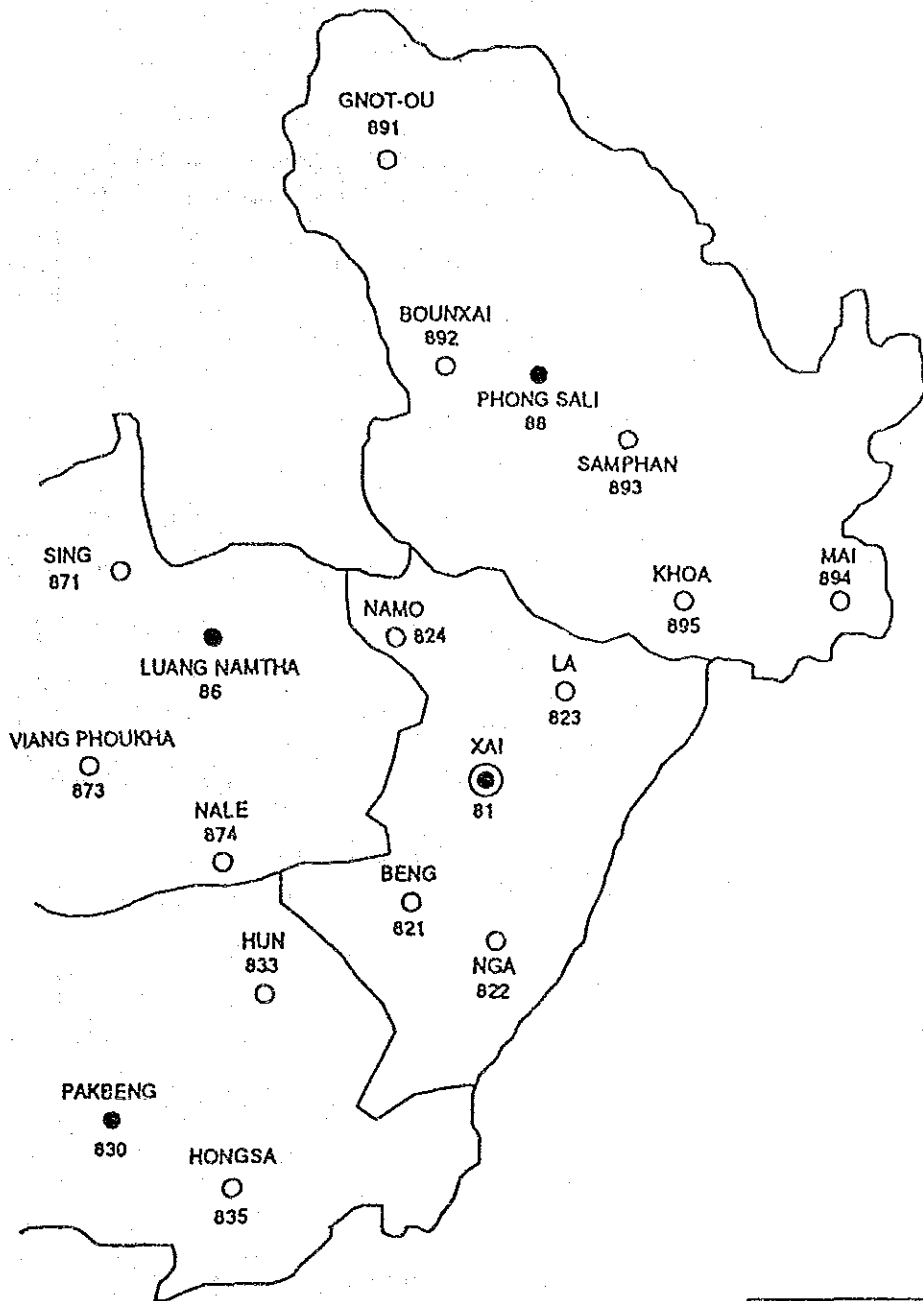 GNOT-OU
891
BOUNXAI
892
PHONG SALI
88
SAMPHAN
893
SING
871
KHOA
895
MAI
894
NAMO
824
LUANG NAMTHA
86
LA
823
VIANG PHOUKHA
873
XAI
81
NALE
874
BENG
821
HUN
833
NGA
822
PAKBENG
830
HONGSA
835